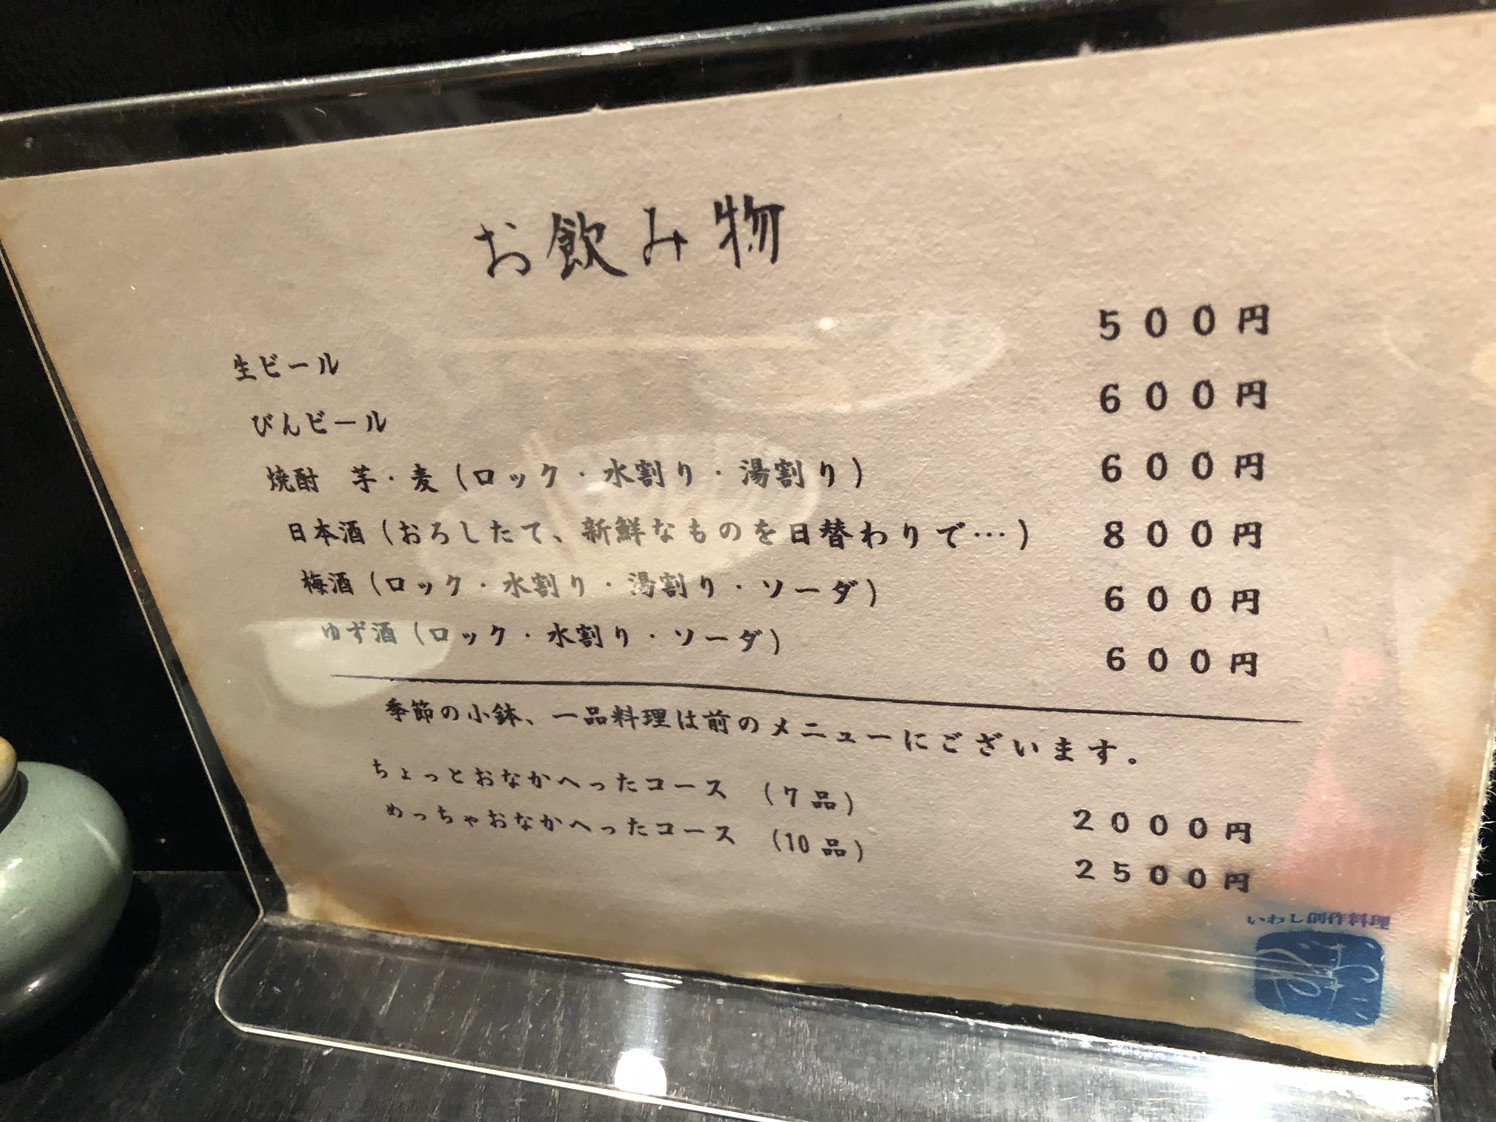 お飲み物
生ビール 500円
びんビール 600円
焼酎　芋・麦（ロック・水割り・湯割り） 600円
日本酒（おろしたて、新鮮なものを日替わりで…） 800円
梅酒（ロック・水割り・湯割り・ソーダ） 600円
ゆず酒（ロック・水割り・ソーダ） 600円
季節の小鉢、一品料理は前のメニューにございます。
ちょっとおなかへったコース　（7品） 2000円
めっちゃおなかへったコース　（10品） 2500円
いわし創作料理